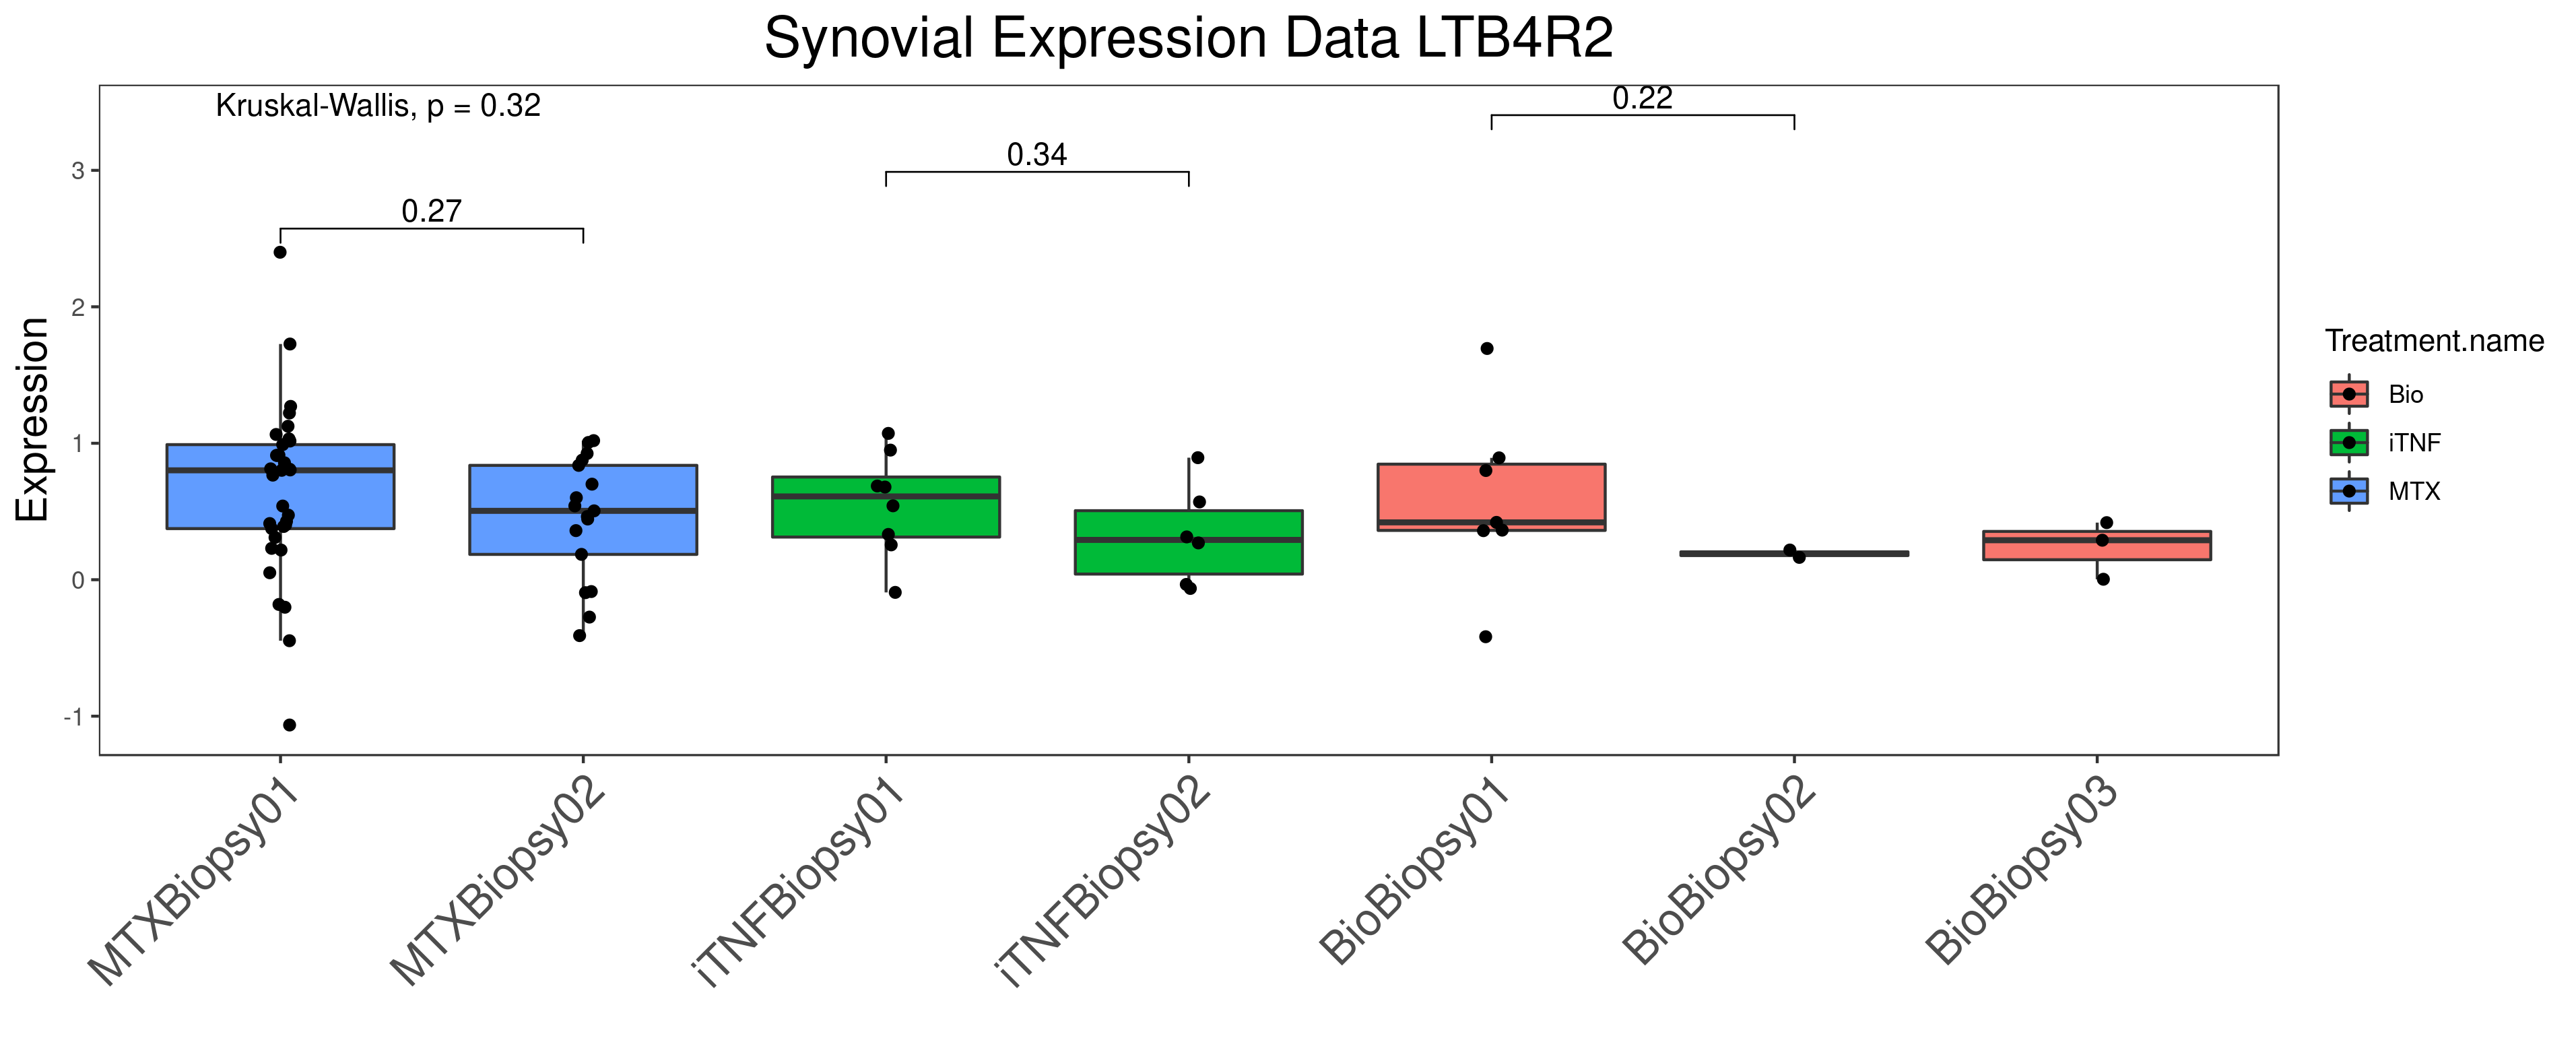 Synovial Expression Data LTB4R2
Kruskal-Wallis, p = 0.32
0.22
0.34
0.27
3
2
1
0
-1
Expression
MTXBiopsy01
MTXBiopsy02
iTNFBiopsy01
iTNFBiopsy02
BioBiopsy01
BioBiopsy02
BioBiopsy03
Treatment.name
Bio
iTNF
MTX